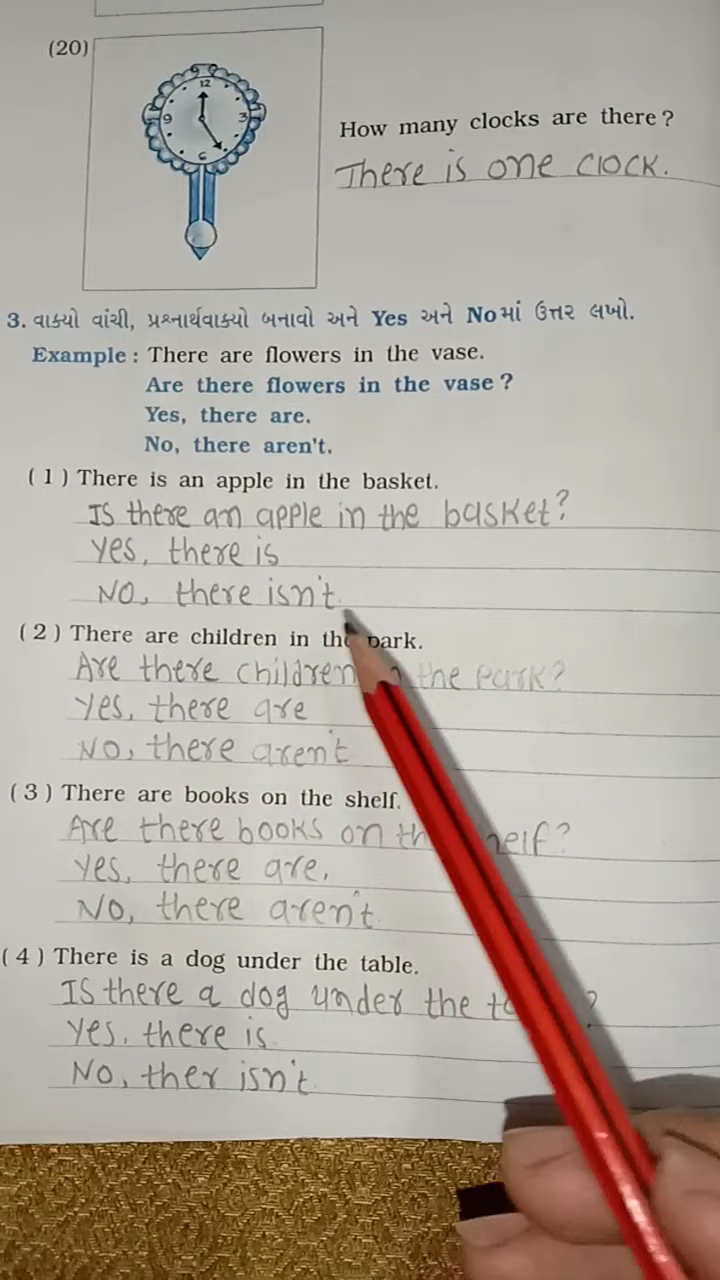 (20)
12
9
3
6
How many clocks are there?
There is one clock.
3. વાક્યો વાંચી, પ્રશ્નાર્થવાક્યો બનાવો અને Yes અને Noમાં ઉત્તર લખો.
Example : There are flowers in the vase.
Are there flowers in the vase?
Yes, there are.
No, there aren't.
(1) There is an apple in the basket.
Is there an apple in the basket?
Yes, there is
No, there isn't.
(2) There are children in the park.
Are there children the park?
Yes, there are
No, there aren't
(3) There are books on the shelf.
Are there books on
Yes, there are.
No, there aren't
(4) There is a dog under the table.
Is there a dog under the ?
Yes, there is
No, ther isn't